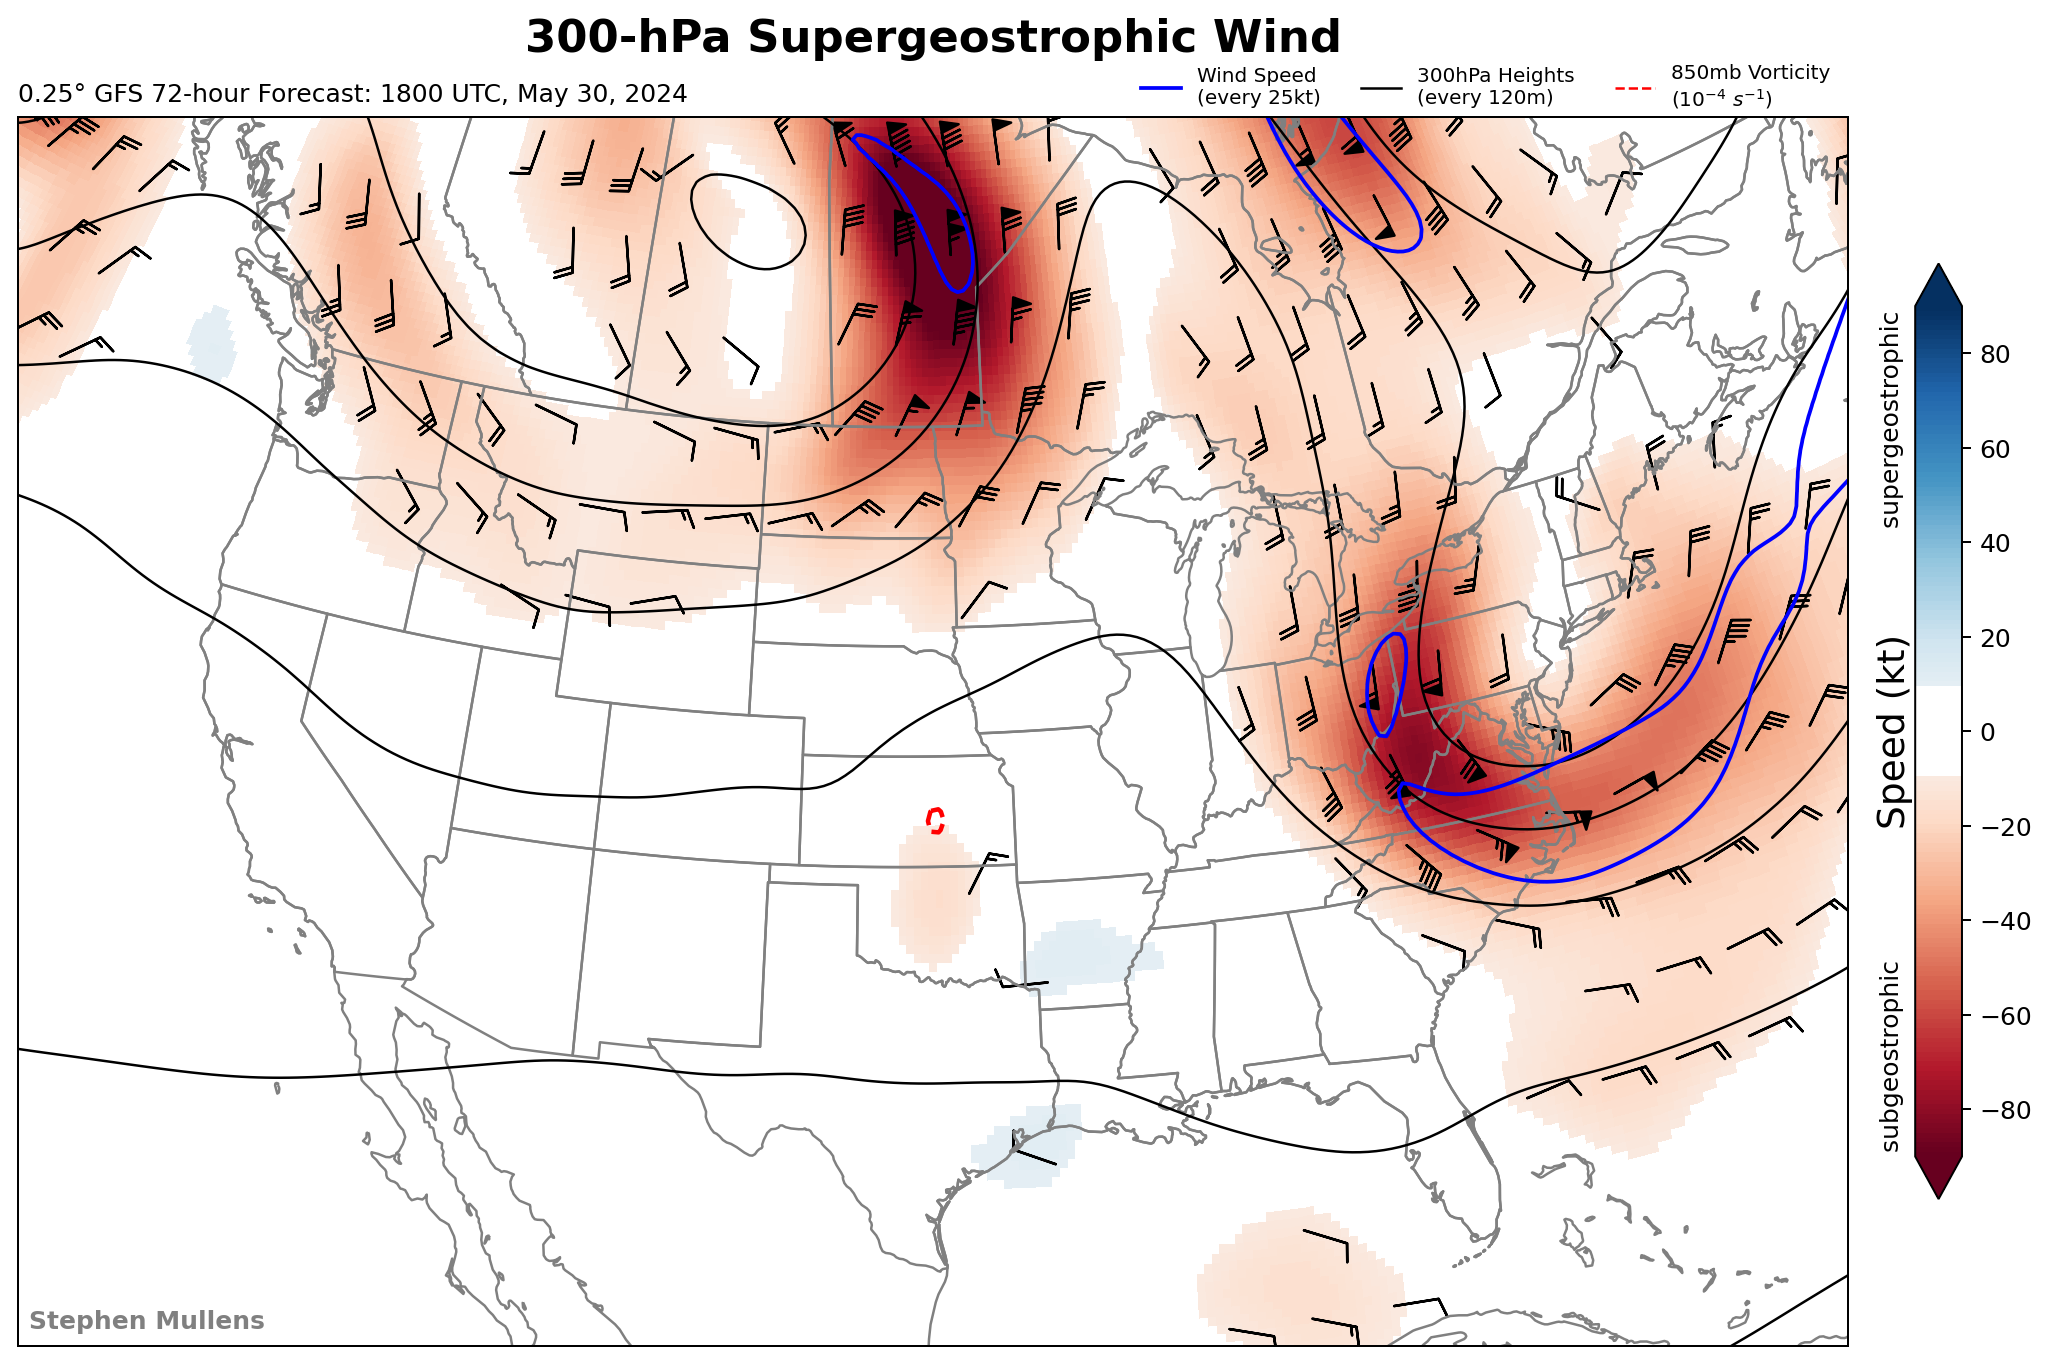 300-hPa Supergeostrophic Wind
0.25° GFS 72-hour Forecast: 1800 UTC, May 30, 2024
Wind Speed
(every 25kt)
300hPa Heights
(every 120m)
850mb Vorticity
(10⁻⁴ s⁻¹)
supergeostrophic
Speed (kt)
subgeostrophic
80
60
40
20
0
−20
−40
−60
−80
Stephen Mullens